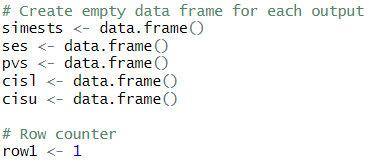 # Create empty data frame for each output
simests <- data.frame()
ses <- data.frame()
pvs <- data.frame()
cisl <- data.frame()
cisu <- data.frame()
# Row counter
row1 <- 1